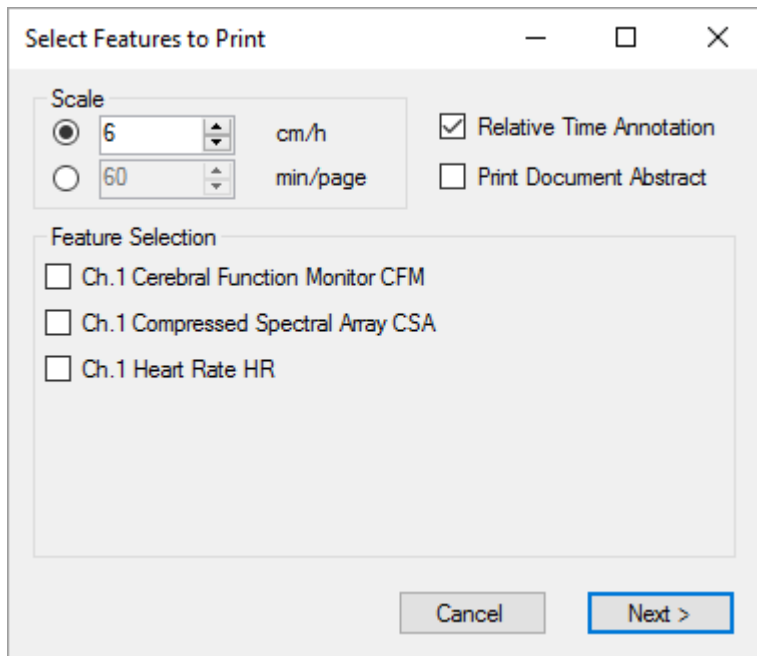 Select Features to Print
Scale
6 cm/h
60 min/page
Relative Time Annotation
Print Document Abstract
Feature Selection
Ch.1 Cerebral Function Monitor CFM
Ch.1 Compressed Spectral Array CSA
Ch.1 Heart Rate HR
Cancel
Next >